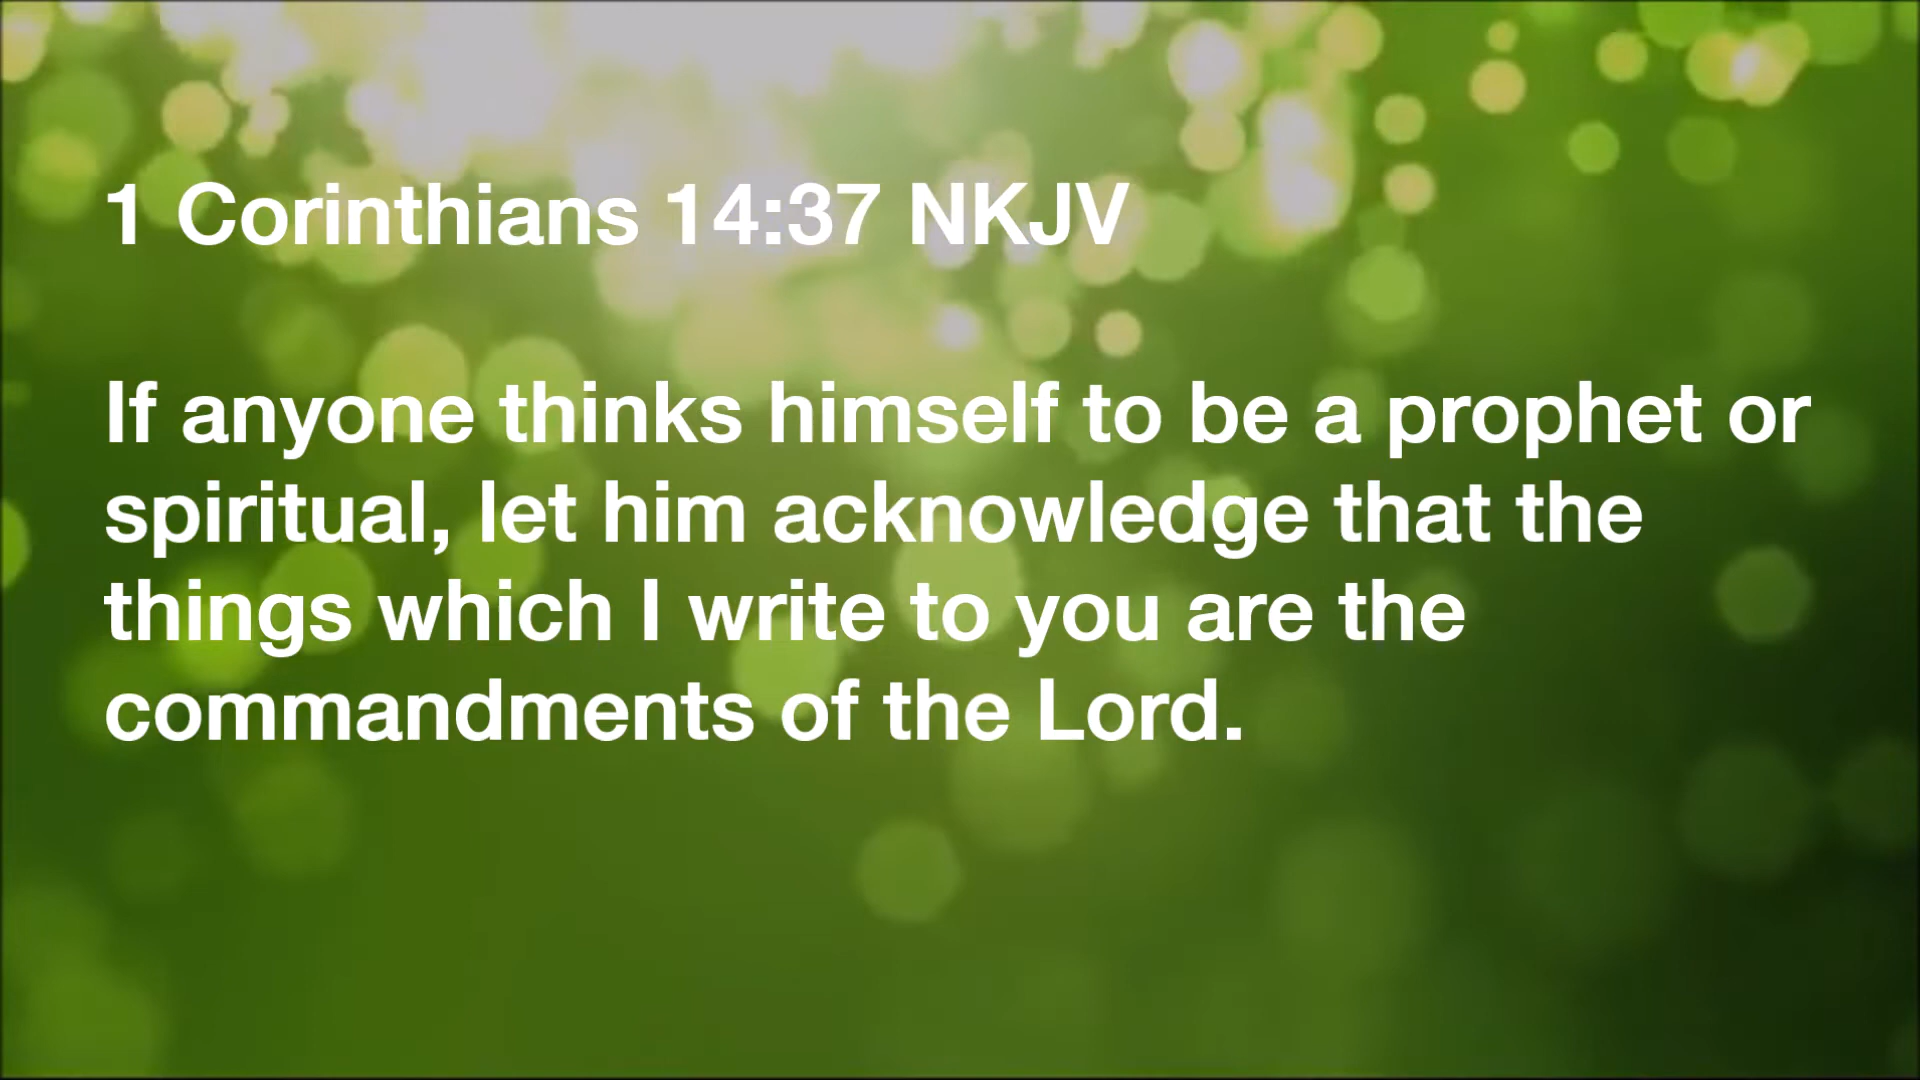 1 Corinthians 14:37 NKJV
If anyone thinks himself to be a prophet or
spiritual, let him acknowledge that the
things which I write to you are the
commandments of the Lord.